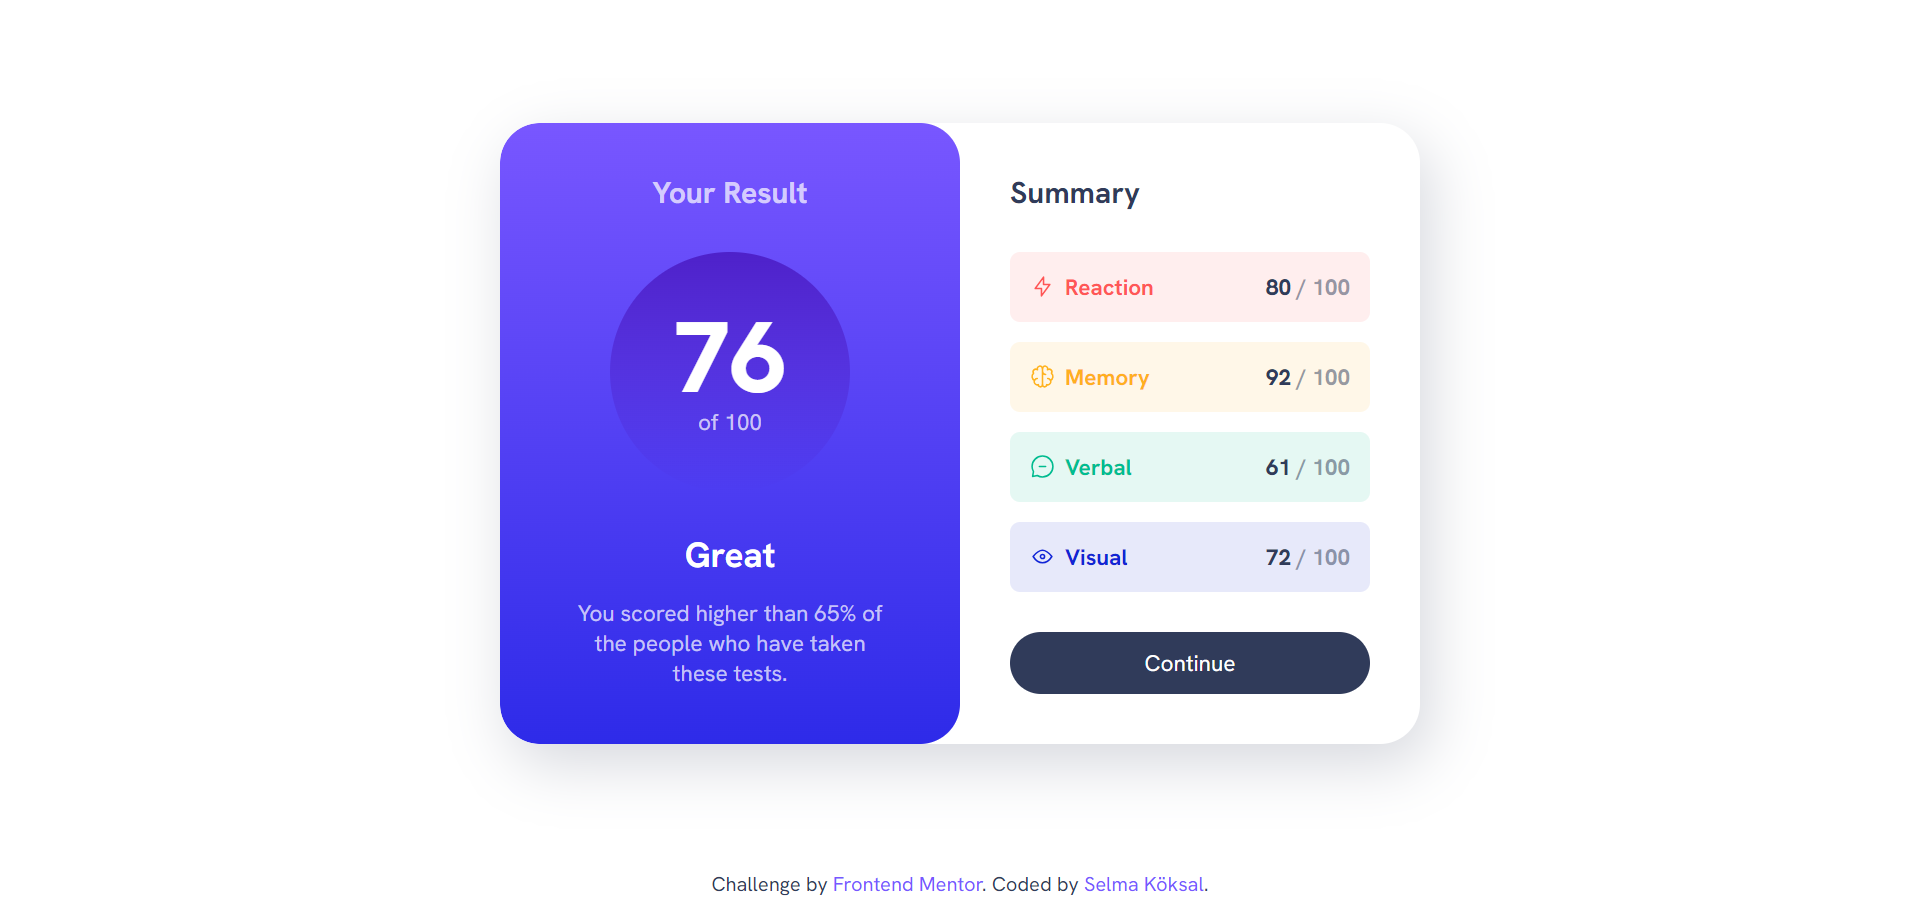 Your Result
76
of 100
Great
You scored higher than 65% of
the people who have taken
these tests.
Summary
Reaction 80 / 100
Memory 92 / 100
Verbal 61 / 100
Visual 72 / 100
Continue
Challenge by Frontend Mentor. Coded by Selma Köksal.